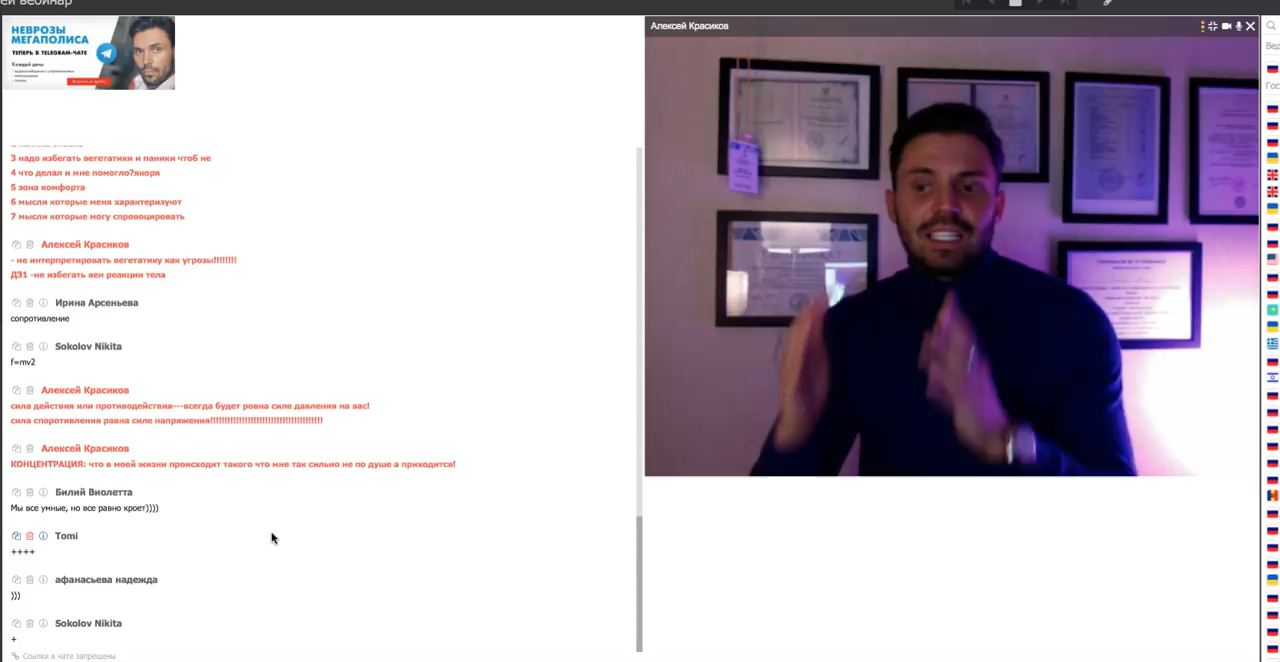 ей вебинар
НЕВРОЗЫ
МЕГАПОЛИСА
ТЕПЕРЬ В TELEGRAM-ЧАТЕ
Каждый день:
3 надо избегать вегетатики и паники чтоб не
4 что делал и мне помогло?якоря
5 зона комфорта
6 мысли которые меня характеризуют
7 мысли которые могу спровоцировать
Алексей Красиков
- не интерпретировать вегетатику как угрозы!!!!!!!!
ДЗ1 -не избегать вен реакции тела
Ирина Арсеньева
сопротивление
Sokolov Nikita
f=mv2
Алексей Красиков
сила действия или противодействия---всегда будет ровна силе давления на вас!
сила споротивления равна силе напряжения!!!!!!!!!!!!!!!!!!!!!!!!!!!!!!!!!!!!!!
Алексей Красиков
КОНЦЕНТРАЦИЯ: что в моей жизни происходит такого что мне так сильно не по душе а приходится!
Билий Виолетта
Мы все умные, но все равно кроет))))
Tomi
++++
афанасьева надежда
)))
Sokolov Nikita
+
Ссылки в чате запрещены
Алексей Красиков
Вед
Гос